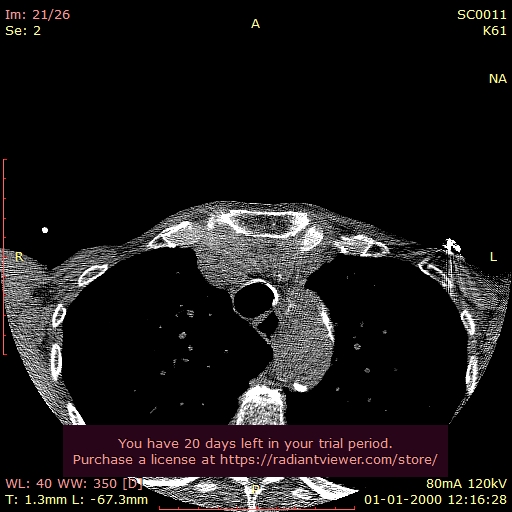 Im: 21/26
Se: 2
A
SC0011
K61
NA
R
L
You have 20 days left in your trial period.
Purchase a license at https://radiantviewer.com/store/
WL: 40 WW: 350 [D]
T: 1.3mm L: -67.3mm
P
80mA 120kV
01-01-2000 12:16:28